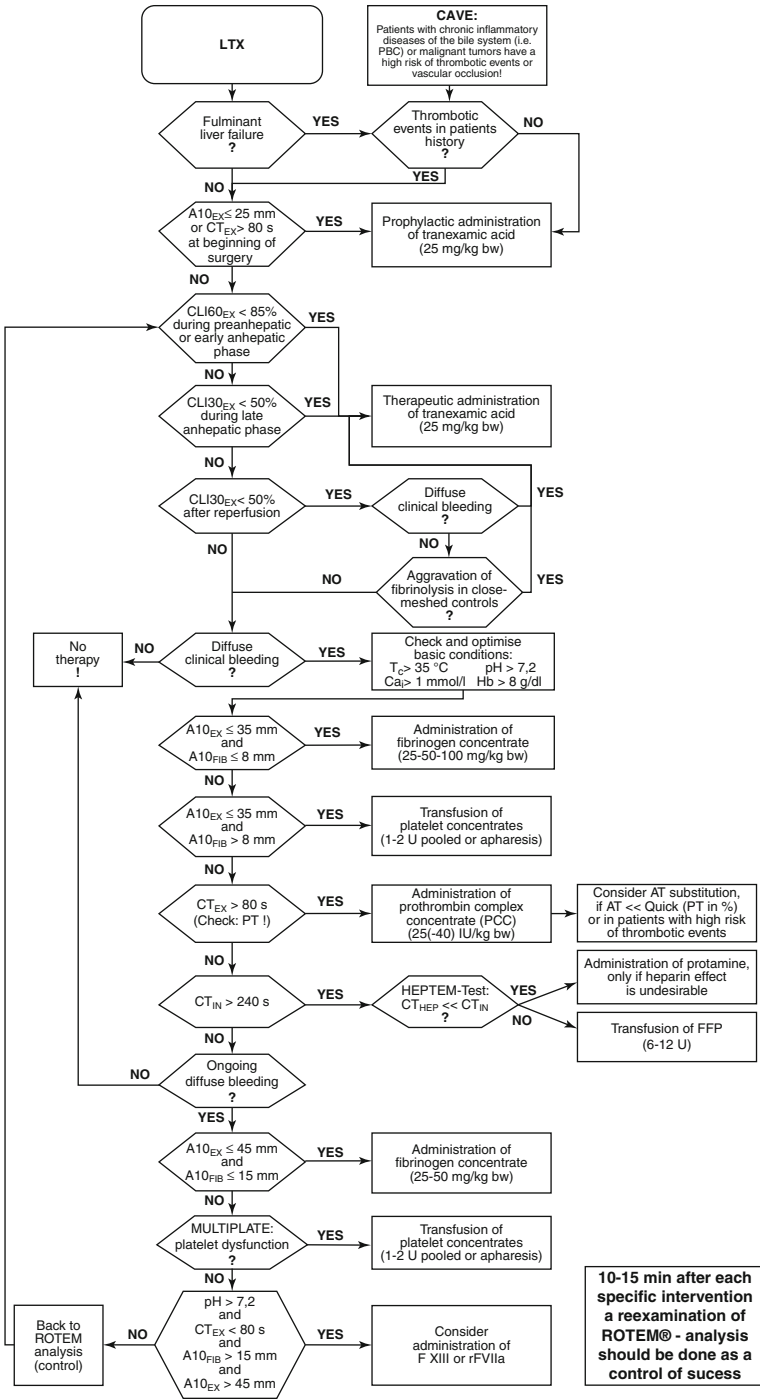 LTX
CAVE:
Patients with chronic inflammatory
diseases of the bile system (i.e.
PBC) or malignant tumors have a
high risk of thrombotic events or
vascular occlusion!
Fulminant
liver failure
?
YES
Thrombotic
events in patients
history
?
NO
YES
NO
A10EX ≤ 25 mm
or CTEX > 80 s
at beginning of
surgery
YES
Prophylactic administration
of tranexamic acid
(25 mg/kg bw)
NO
CLI60EX < 85%
during preanhepatic
or early anhepatic
phase
YES
NO
CLI30EX < 50%
during late
anhepatic phase
YES
Therapeutic administration
of tranexamic acid
(25 mg/kg bw)
NO
CLI30EX < 50%
after reperfusion
YES
Diffuse
clinical bleeding
?
YES
NO
NO
Aggravation of
fibrinolysis in close-
meshed controls
?
YES
NO
No
therapy
!
NO
Diffuse
clinical bleeding
?
YES
Check and optimise
basic conditions:
Tc> 35 °C pH > 7,2
Cai> 1 mmol/l Hb > 8 g/dl
A10EX ≤ 35 mm
and
A10FIB ≤ 8 mm
YES
Administration of
fibrinogen concentrate
(25-50-100 mg/kg bw)
NO
A10EX ≤ 35 mm
and
A10FIB > 8 mm
YES
Transfusion of
platelet concentrates
(1-2 U pooled or apharesis)
NO
CTEX > 80 s
(Check: PT !)
YES
Administration of
prothrombin complex
concentrate (PCC)
(25(-40) IU/kg bw)
Consider AT substitution,
if AT << Quick (PT in %)
or in patients with high risk
of thrombotic events
NO
CTIN > 240 s
YES
HEPTEM-Test:
CTHEP << CTIN
?
YES
Administration of protamine,
only if heparin effect
is undesirable
NO
Transfusion of FFP
(6-12 U)
NO
Ongoing
diffuse bleeding
?
NO
YES
A10EX ≤ 45 mm
and
A10FIB ≤ 15 mm
YES
Administration of
fibrinogen concentrate
(25-50 mg/kg bw)
NO
MULTIPLATE:
platelet dysfunction
?
YES
Transfusion of
platelet concentrates
(1-2 U pooled or apharesis)
NO
Back to
ROTEM
analysis
(control)
NO
pH > 7,2
and
CTEX < 80 s
and
A10FIB > 15 mm
and
A10EX > 45 mm
YES
Consider
administration of
F XIII or rFVIIa
10-15 min after each
specific intervention
a reexamination of
ROTEM® - analysis
should be done as a
control of sucess